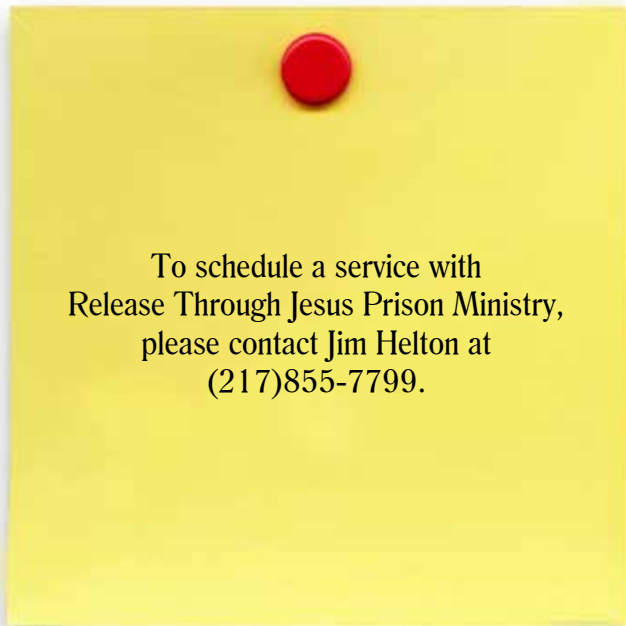 To schedule a service with
Release Through Jesus Prison Ministry,
please contact Jim Helton at
(217)855-7799.